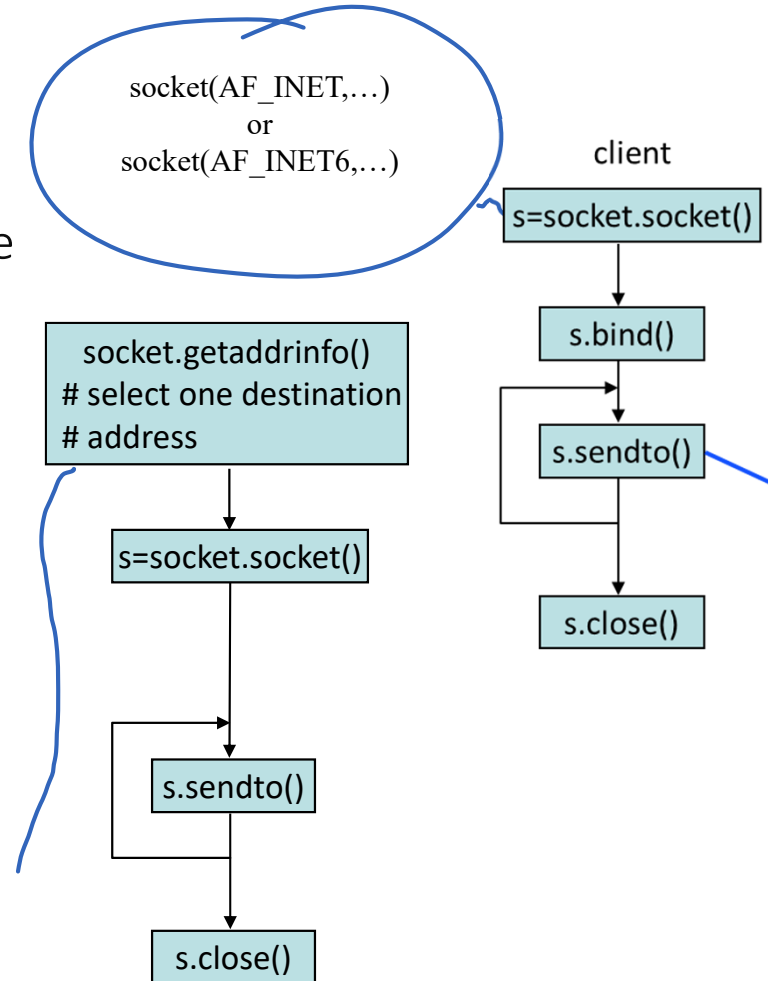 socket(AF_INET,…)
or
socket(AF_INET6,…)
client
s=socket.socket()
s.bind()
s.sendto()
s.close()
e
socket.getaddrinfo()
# select one destination
# address
s=socket.socket()
s.sendto()
s.close()